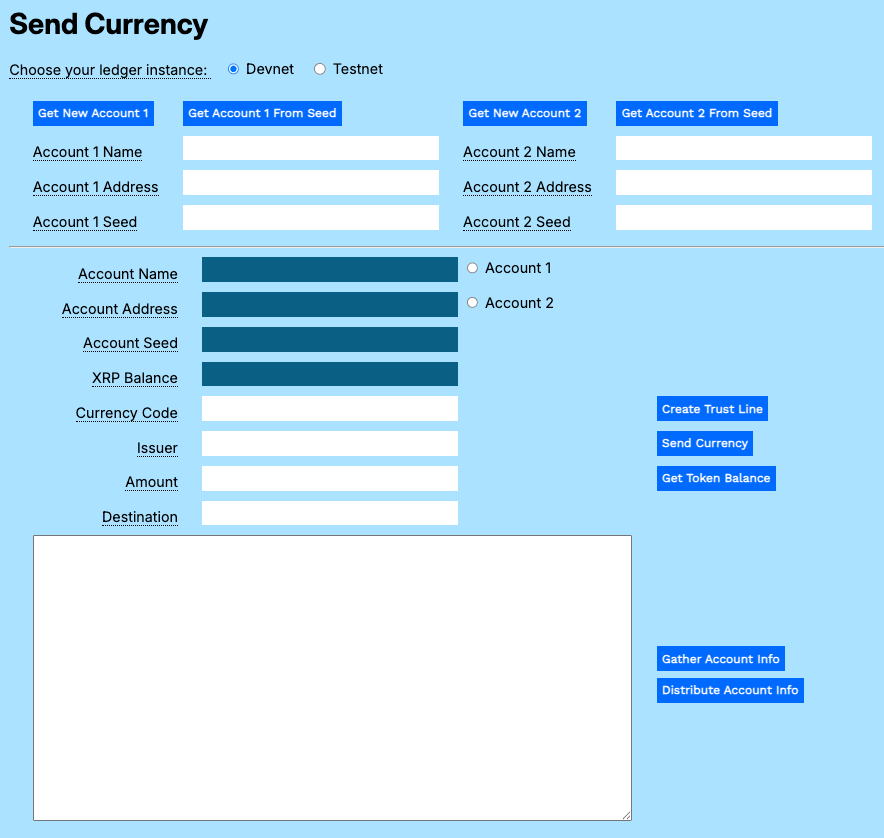 Send Currency
Choose your ledger instance: Devnet Testnet
Get New Account 1 Get Account 1 From Seed Get New Account 2 Get Account 2 From Seed
Account 1 Name Account 2 Name
Account 1 Address Account 2 Address
Account 1 Seed Account 2 Seed
Account Name Account 1
Account Address Account 2
Account Seed
XRP Balance
Currency Code Create Trust Line
Issuer Send Currency
Amount Get Token Balance
Destination
Gather Account Info
Distribute Account Info